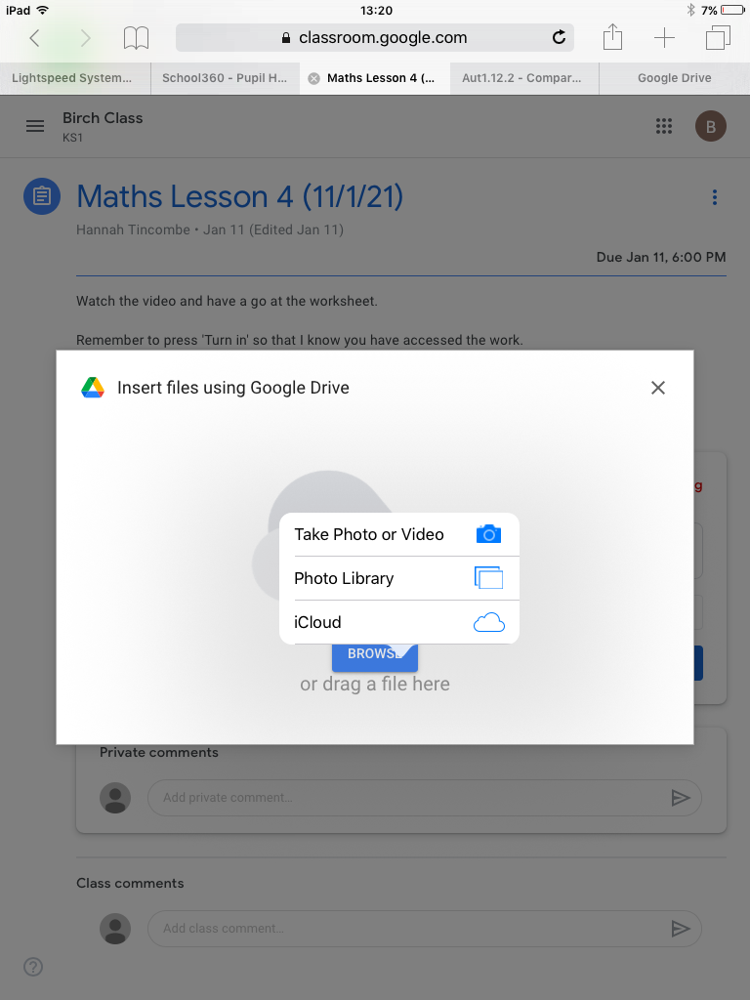 iPad 13:20 7%
classroom.google.com
Lightspeed System... School360 - Pupil H... Maths Lesson 4 (... Aut1.12.2 - Compar... Google Drive
Birch Class
KS1
B
Maths Lesson 4 (11/1/21)
Hannah Tincombe • Jan 11 (Edited Jan 11)
Due Jan 11, 6:00 PM
Watch the video and have a go at the worksheet.
Remember to press 'Turn in' so that I know you have accessed the work.
Insert files using Google Drive
g
Take Photo or Video
Photo Library
iCloud
BROWSE
or drag a file here
Private comments
Add private comment...
Class comments
Add class comment...
?